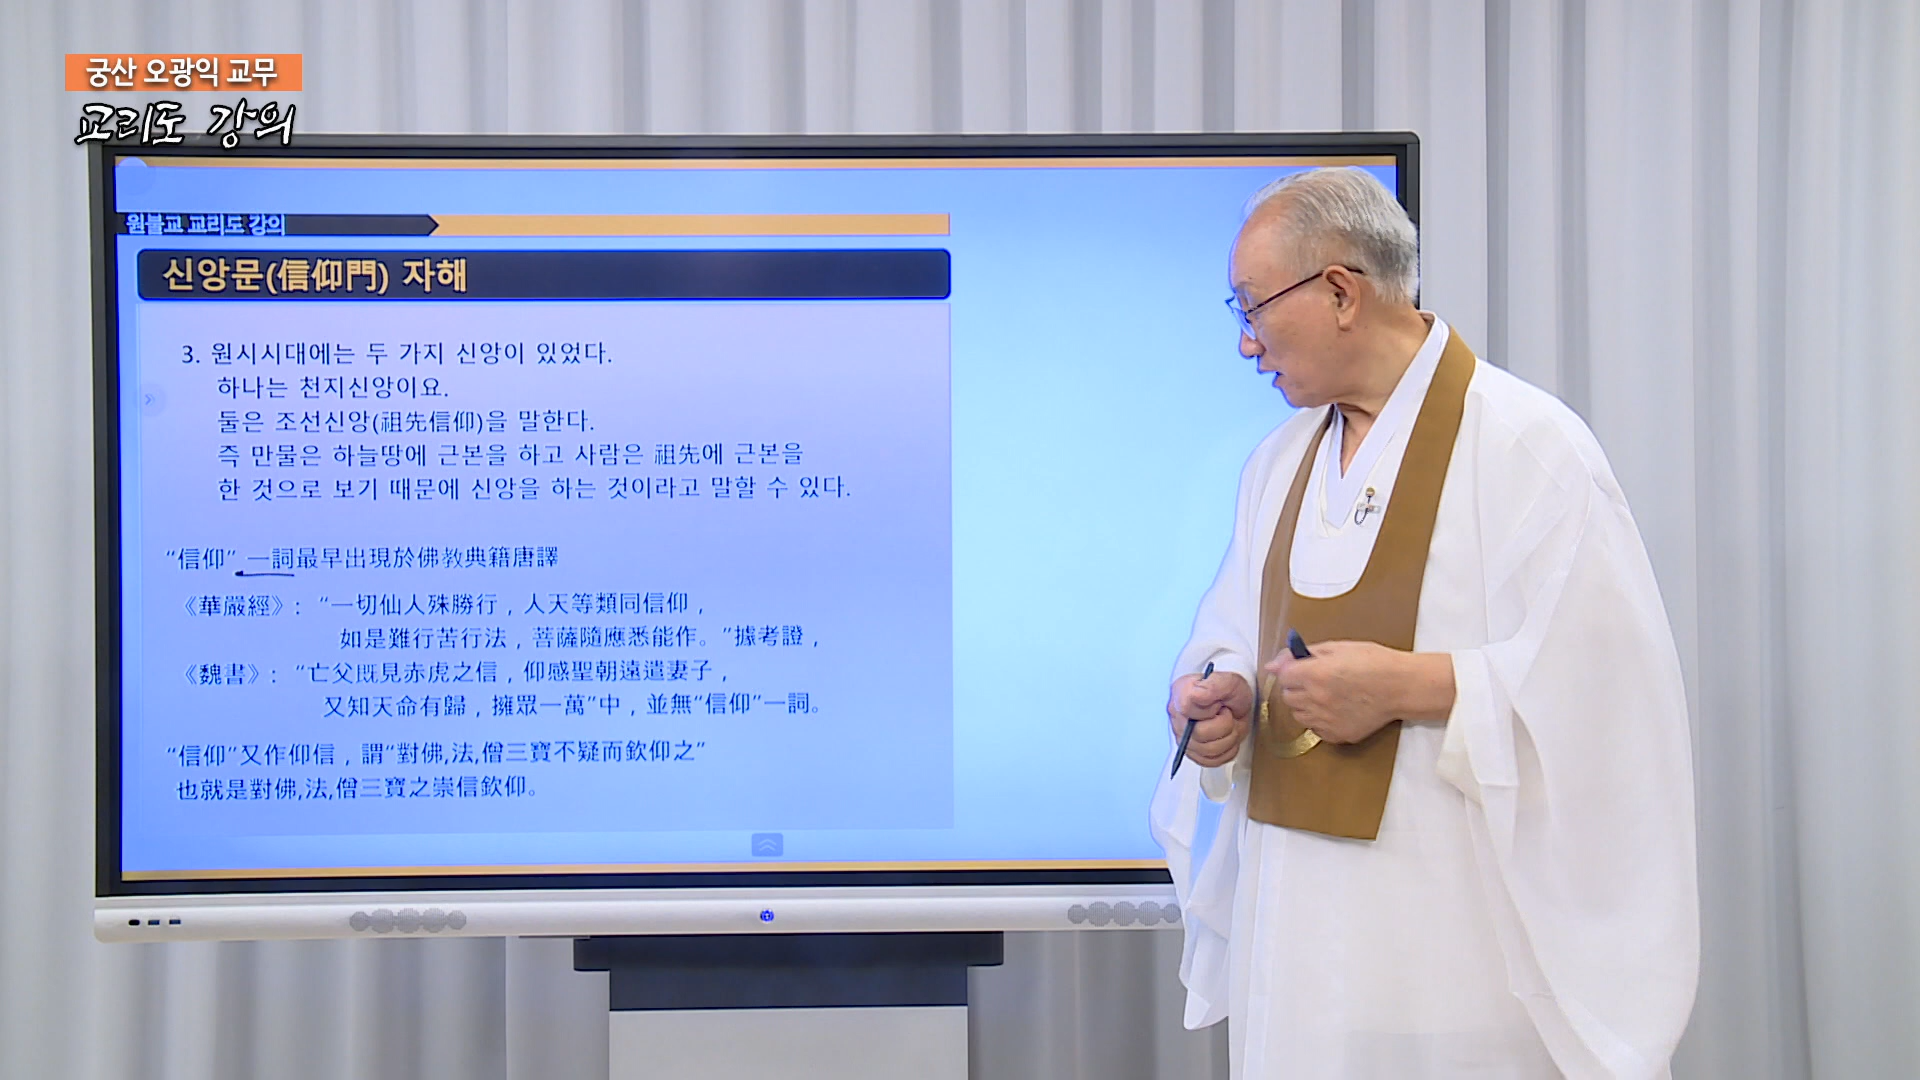 궁산 오광익 교무
교리도 강의
원불교 교리도 강의
신앙문(信仰門) 자해
3. 원시시대에는 두 가지 신앙이 있었다.
하나는 천지신앙이요.
둘은 조선신앙(祖先信仰)을 말한다.
즉 만물은 하늘땅에 근본을 하고 사람은 祖先에 근본을
한 것으로 보기 때문에 신앙을 하는 것이라고 말할 수 있다.
“信仰” 一詞最早出現於佛教典籍唐譯
《華嚴經》: “一切仙人殊勝行, 人天等類同信仰,
如是難行苦行法, 菩薩隨應悉能作。”據考證,
《魏書》: “亡父既見赤虎之信, 仰感聖朝遠遣妻子,
又知天命有歸, 擁眾一萬”中, 並無“信仰”一詞。
“信仰”又作仰信, 謂“對佛,法,僧三寶不疑而欽仰之”
也就是對佛,法,僧三寶之崇信欽仰。